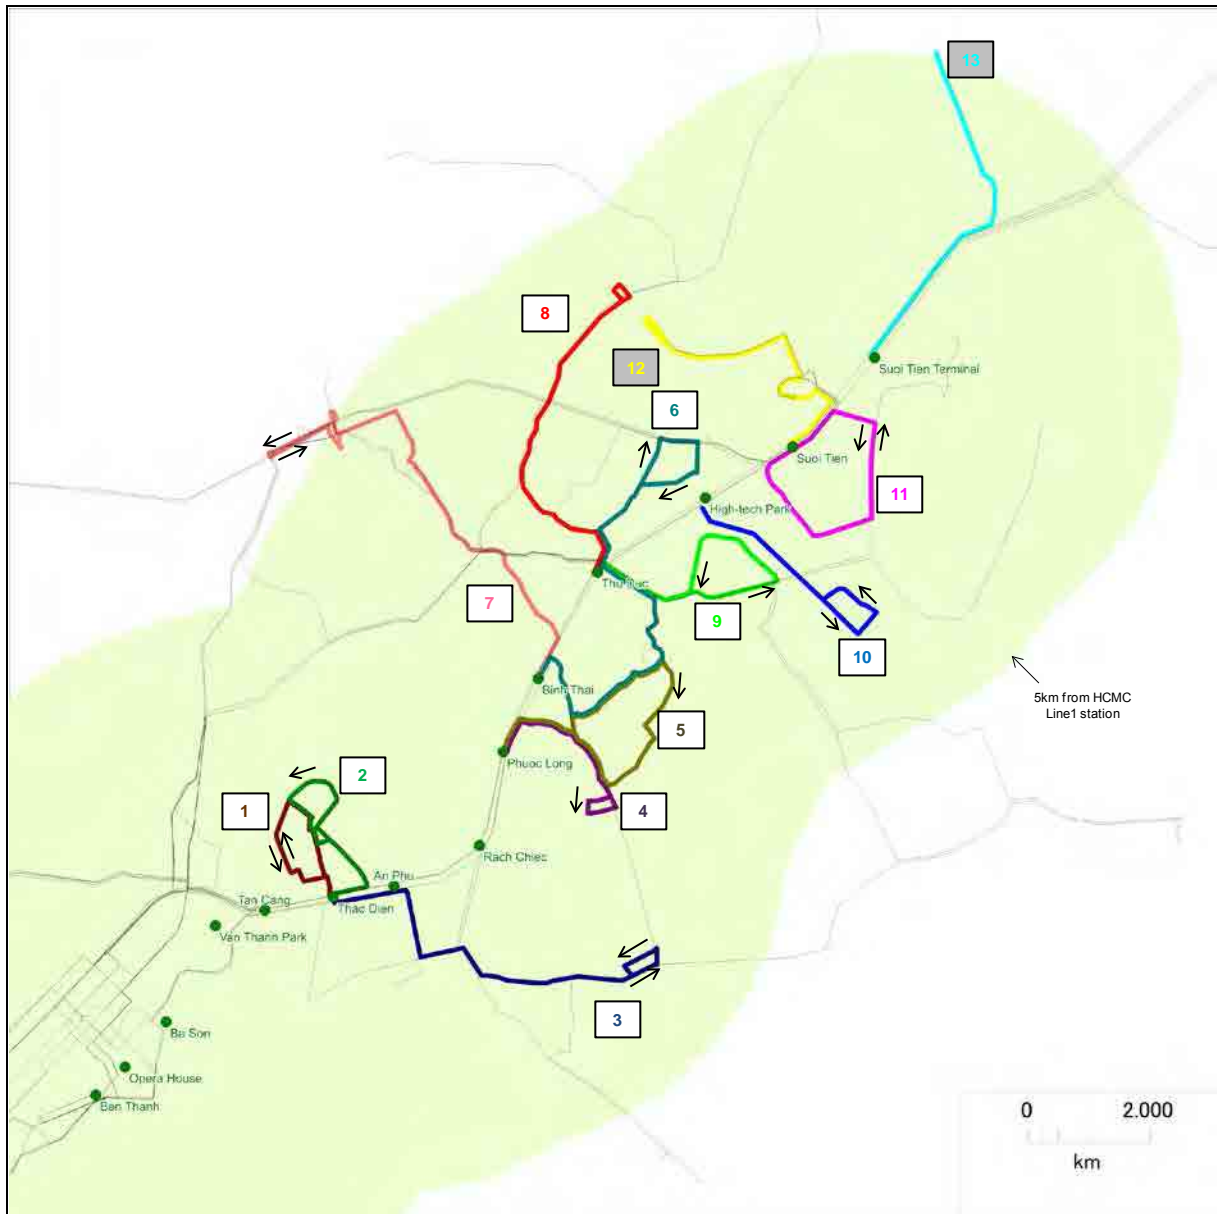 13
8
12
Suoi Tien Terminal
6
Suoi Tien
11
High-tech Park
Thu Duc
7
9
10
Binh Thai
5km from HCMC
Line1 station
5
Phuoc Long
2
1
4
Rach Chiec
An Phu
Tan Cang
Thao Dien
Van Thanh Park
3
Ba Son
Opera House
Ben Thanh
0 2.000
km